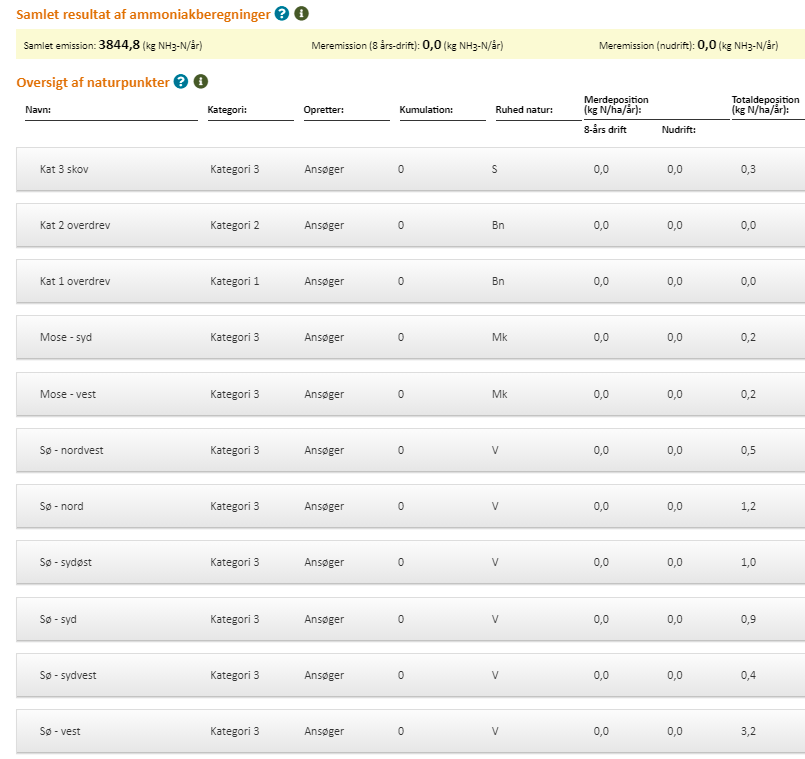 Samlet resultat af ammoniakberegninger ? i
Samlet emission: 3844,8 (kg NH3-N/år) Meremission (8 års-drift): 0,0 (kg NH3-N/år) Meremission (nudrift): 0,0 (kg NH3-N/år)
Oversigt af naturpunkter ? i
Navn: Kategori: Opretter: Kumulation: Ruhed natur: Merdeposition (kg N/ha/år): Totaldeposition (kg N/ha/år):
8-års drift Nudrift:
Kat 3 skov Kategori 3 Ansøger 0 S 0,0 0,0 0,3
Kat 2 overdrev Kategori 2 Ansøger 0 Bn 0,0 0,0 0,0
Kat 1 overdrev Kategori 1 Ansøger 0 Bn 0,0 0,0 0,0
Mose - syd Kategori 3 Ansøger 0 Mk 0,0 0,0 0,2
Mose - vest Kategori 3 Ansøger 0 Mk 0,0 0,0 0,2
Sø - nordvest Kategori 3 Ansøger 0 V 0,0 0,0 0,5
Sø - nord Kategori 3 Ansøger 0 V 0,0 0,0 1,2
Sø - sydøst Kategori 3 Ansøger 0 V 0,0 0,0 1,0
Sø - syd Kategori 3 Ansøger 0 V 0,0 0,0 0,9
Sø - sydvest Kategori 3 Ansøger 0 V 0,0 0,0 0,4
Sø - vest Kategori 3 Ansøger 0 V 0,0 0,0 3,2